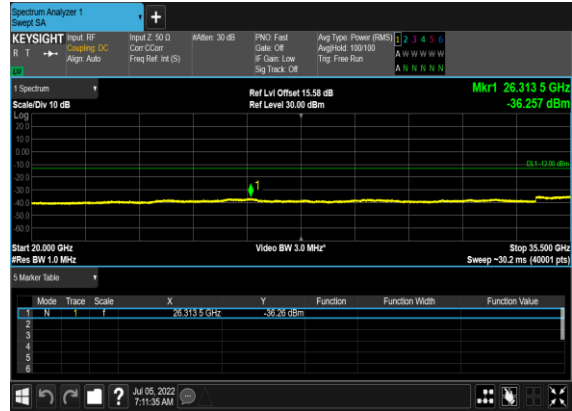 Spectrum Analyzer 1
Swept SA
KEYSIGHT
R T
Input: RF
Coupling: DC
Align: Auto
Input Z: 50 Ω
Corr CCorr
Freq Ref: Int (S)
#Atten: 30 dB
PNO: Fast
Gate: Off
IF Gain: Low
Sig Track: Off
Avg Type: Power (RMS)
Avg|Hold: 100/100
Trig: Free Run
1 2 3 4 5 6
A W W W W W
A N N N N N
1 Spectrum
Scale/Div 10 dB
Ref Lvl Offset 15.58 dB
Ref Level 30.00 dBm
Mkr1 26.313 5 GHz
-36.257 dBm
Log
20.0
10.0
0.00
-10.0
-20.0
-30.0
-40.0
-50.0
-60.0
DL1 -13.00 dBm
1
Start 20.000 GHz
#Res BW 1.0 MHz
Video BW 3.0 MHz*
Stop 35.500 GHz
Sweep ~30.2 ms (40001 pts)
5 Marker Table
Mode Trace Scale X Y Function Function Width Function Value
1 N 1 f 26.313 5 GHz -36.26 dBm
2
3
4
5
6
?
Jul 05, 2022
7:11:35 AM